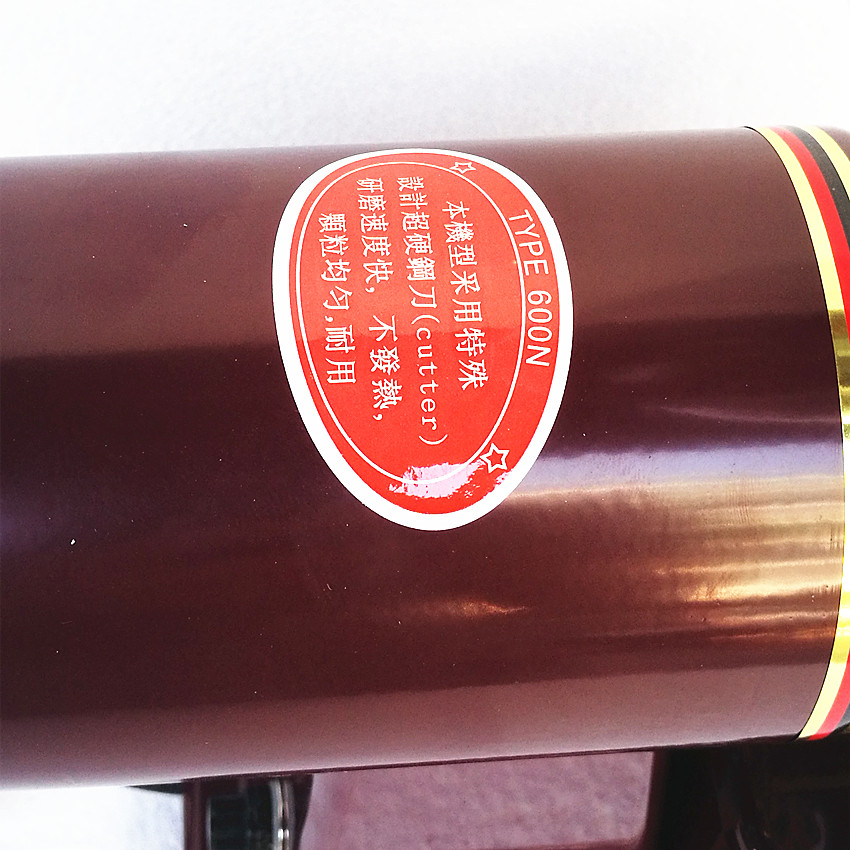 TYPE 600N
本機型采用特殊
設計超硬鋼刀(cutter)
研磨速度快，不發熱，
顆粒均匀，耐用